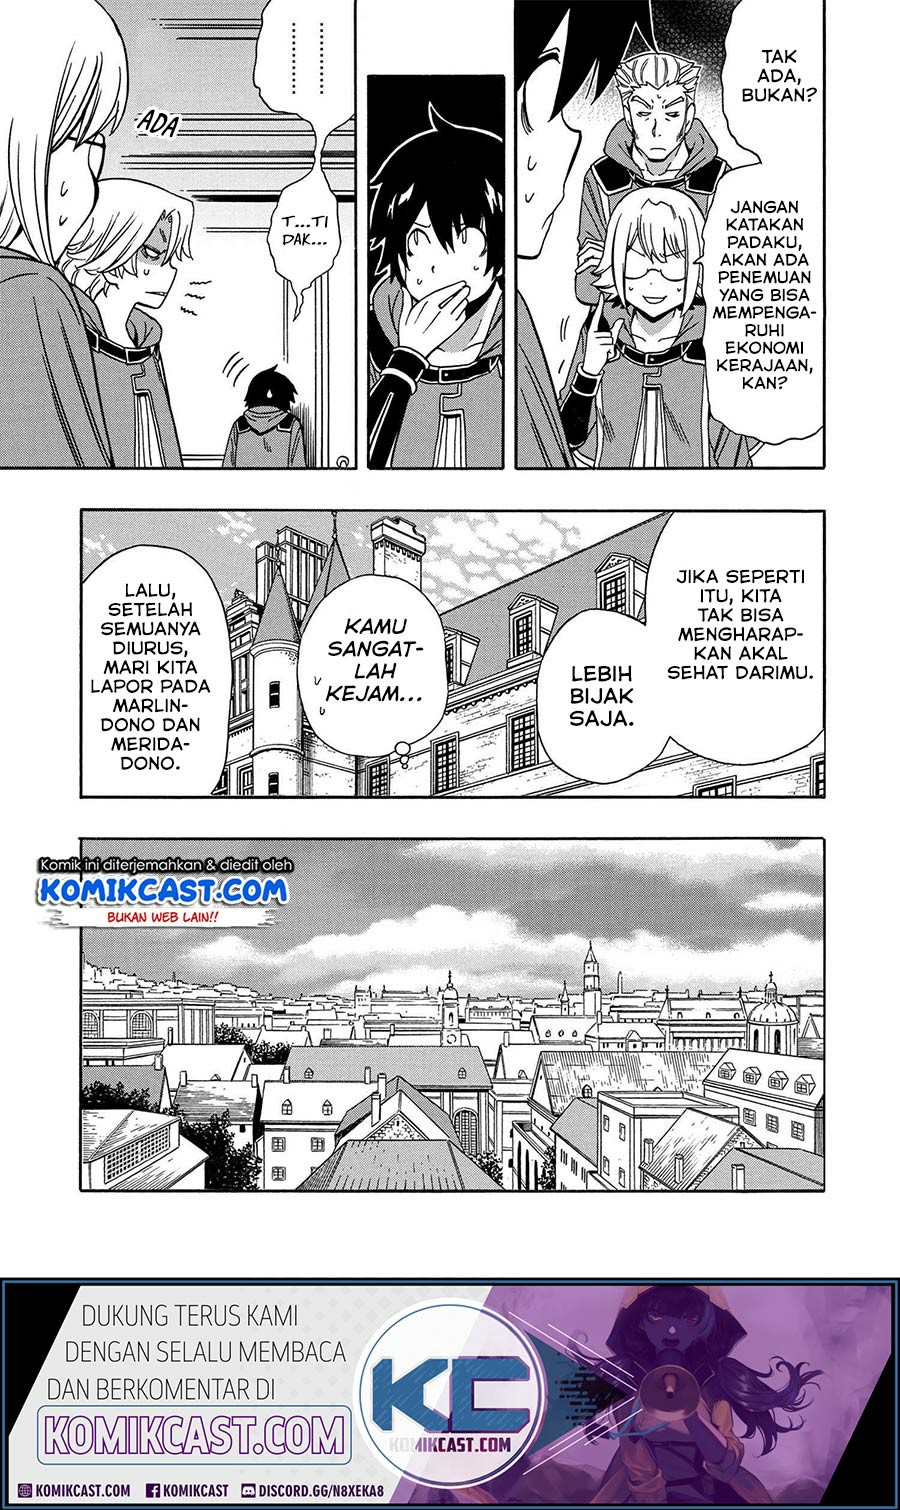 TAK
ADA,
BUKAN?
JANGAN
KATAKAN
PADAKU,
AKAN ADA
PENEMUAN
YANG BISA
MEMPENGA-
RUHI
EKONOMI
KERAJAAN,
KAN?
T...TI
DAK...
ADA
JIKA SEPERTI
ITU, KITA
TAK BISA
MENGHARAP-
KAN AKAL
SEHAT DARIMU.
LEBIH
BIJAK
SAJA.
KAMU
SANGAT-
LAH
KEJAM...
LALU,
SETELAH
SEMUANYA
DIURUS,
MARI KITA
LAPOR PADA
MARLIN-
DONO DAN
MERIDA-
DONO.
Komik ini diterjemahkan & diedit oleh
KOMIKCAST.COM
BUKAN WEB LAIN!!
DUKUNG TERUS KAMI
DENGAN SELALU MEMBACA
DAN BERKOMENTAR DI
KOMIKCAST.COM
KC
KOMIKCAST.COM
KOMIKCAST.COM KOMIKCAST DISCORD.GG/N8XEKA8